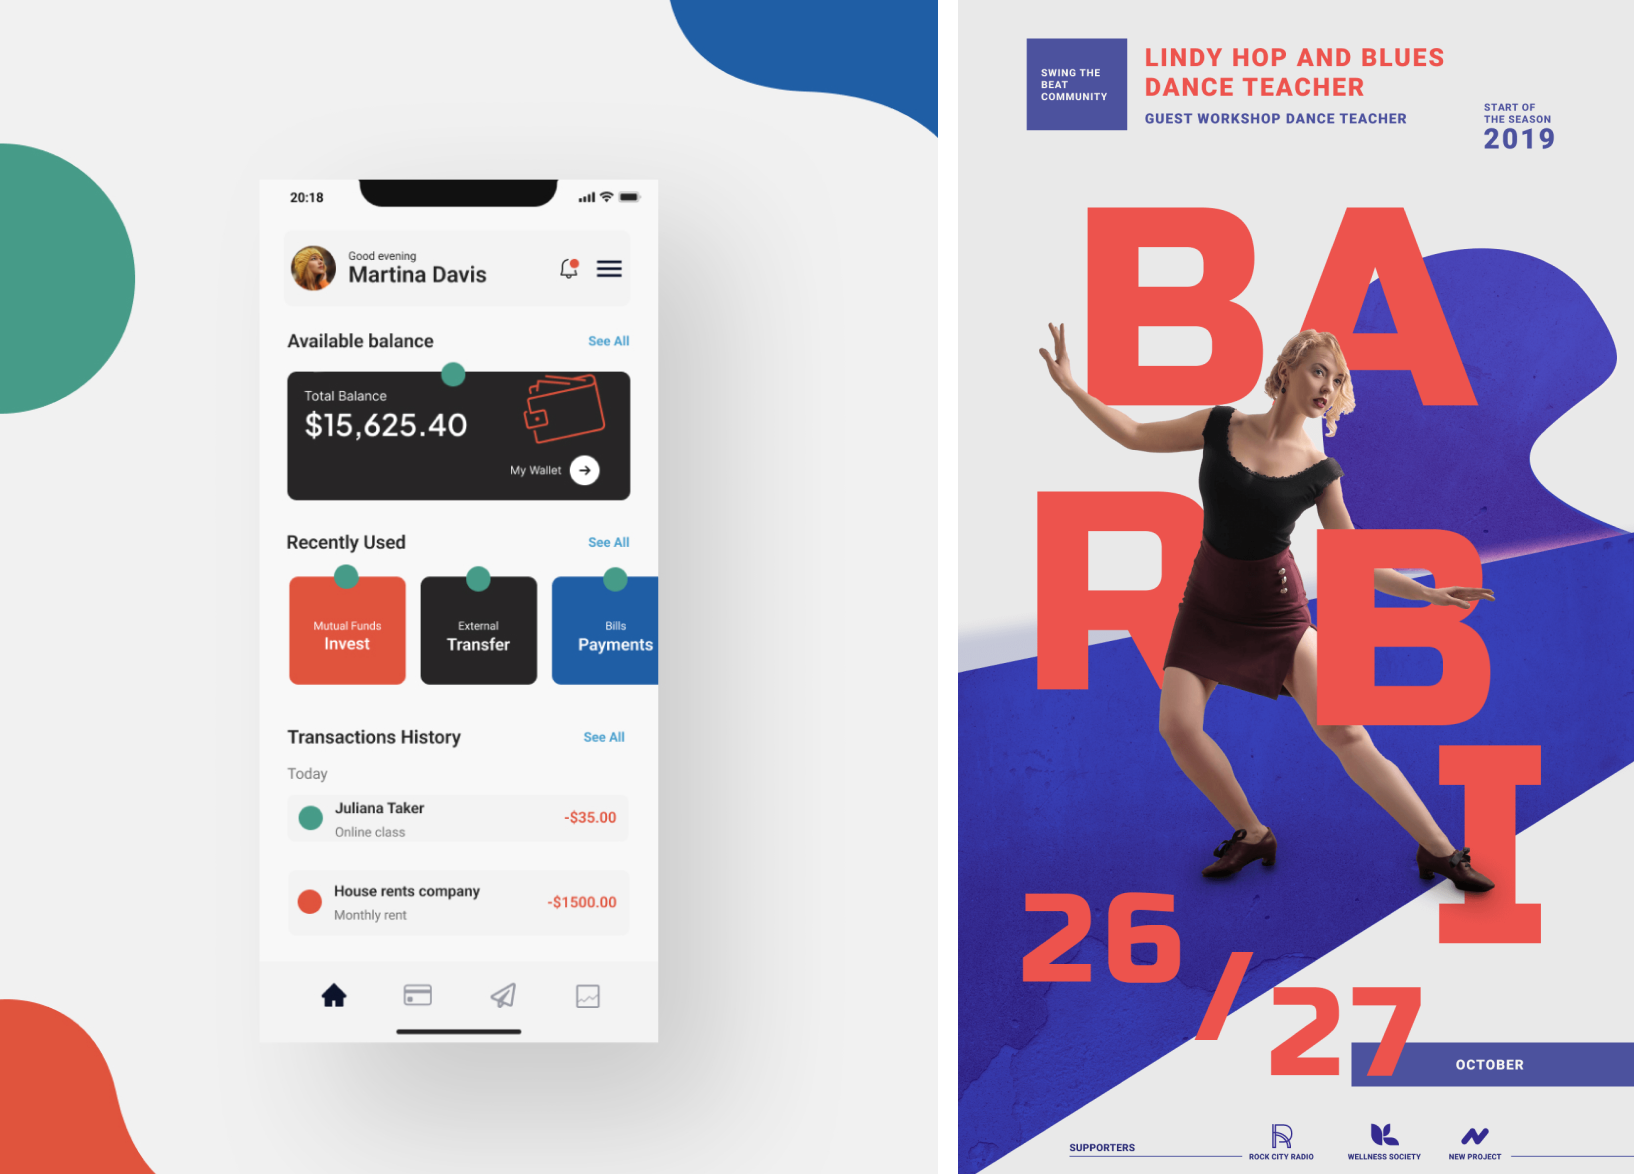 20:18
Good evening
Martina Davis
Available balance
See All
Total Balance
$15,625.40
My Wallet
Recently Used
See All
Mutual Funds
Invest
External
Transfer
Bills
Payments
Transactions History
See All
Today
Juliana Taker
Online class
-$35.00
House rents company
Monthly rent
-$1500.00
SWING THE
BEAT
COMMUNITY
LINDY HOP AND BLUES
DANCE TEACHER
GUEST WORKSHOP DANCE TEACHER
START OF
THE SEASON
2019
BA
RB
I
26
/
27
OCTOBER
SUPPORTERS
ROCK CITY RADIO
WELLNESS SOCIETY
NEW PROJECT